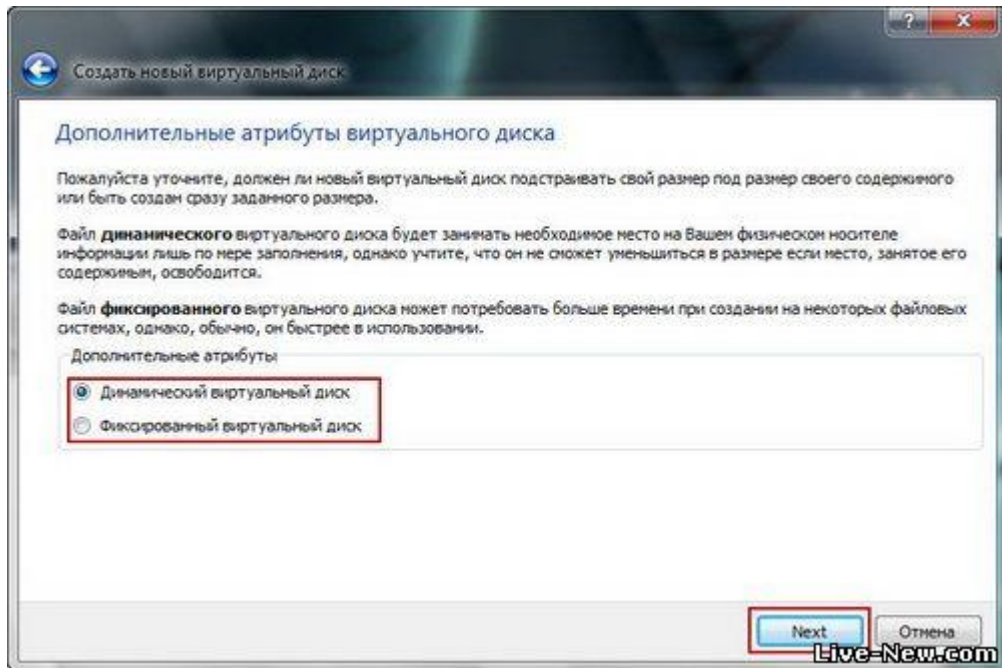 Создать новый виртуальный диск
Дополнительные атрибуты виртуального диска
Пожалуйста уточните, должен ли новый виртуальный диск подстраивать свой размер под размер своего содержимого
или быть создан сразу заданного размера.
Файл динамического виртуального диска будет занимать необходимое место на Вашем физическом носителе
информации лишь по мере заполнения, однако учтите, что он не сможет уменьшиться в размере если место, занятое его
содержимым, освободится.
Файл фиксированного виртуального диска может потребовать больше времени при создании на некоторых файловых
системах, однако, обычно, он быстрее в использовании.
Дополнительные атрибуты
Динамический виртуальный диск
Фиксированный виртуальный диск
Next Отмена
Live-New.com